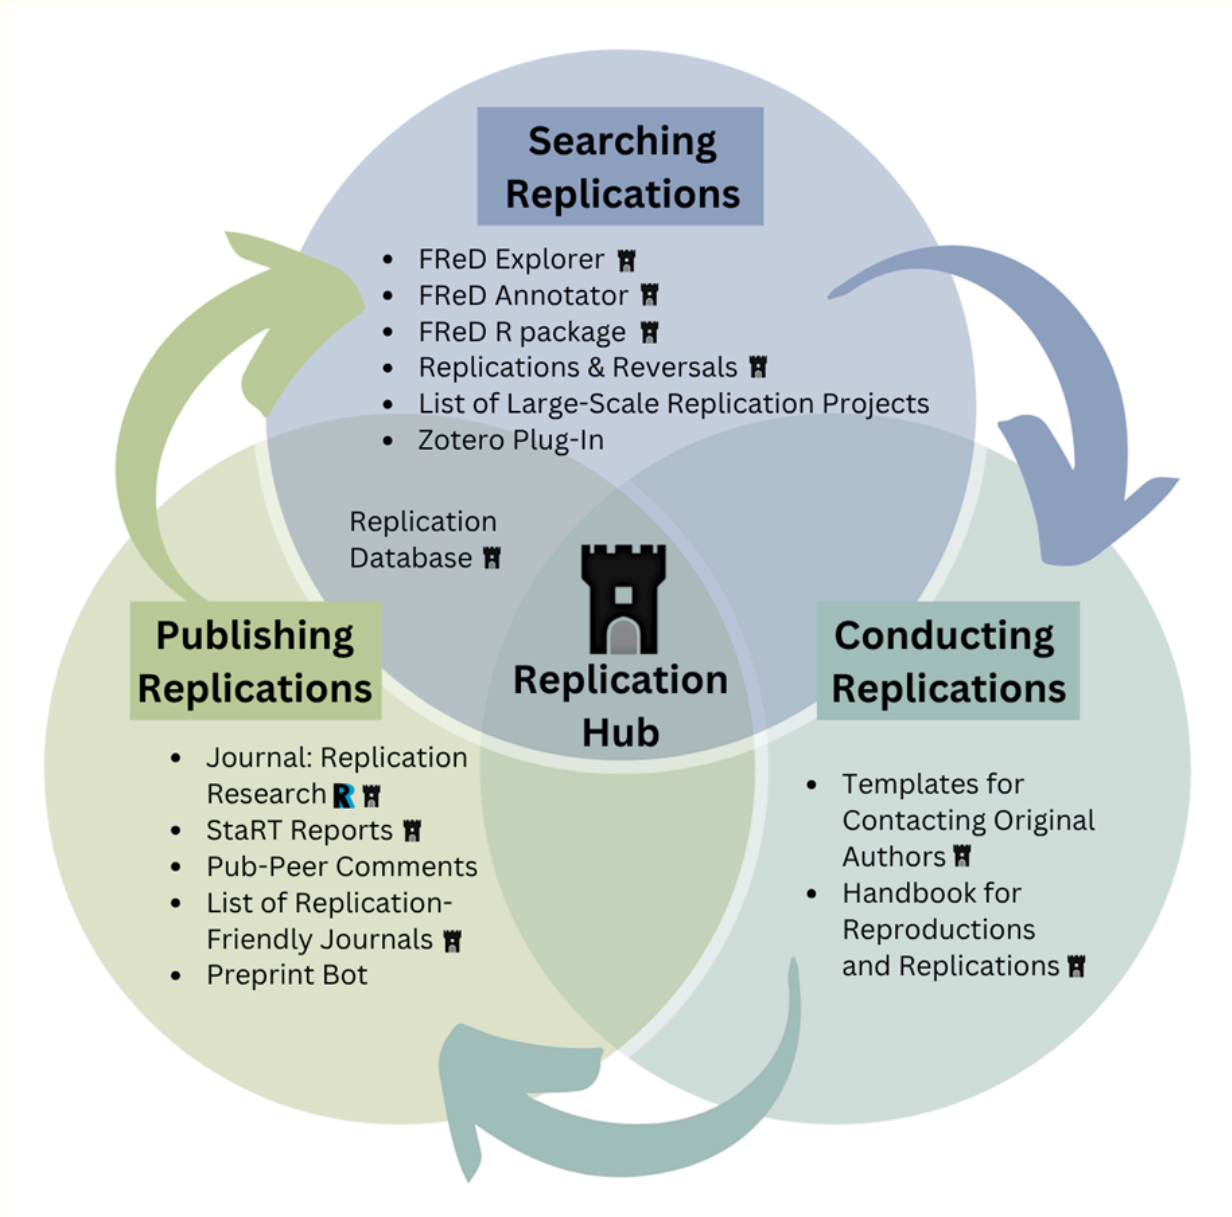 Searching
Replications
• FReD Explorer
• FReD Annotator
• FReD R package
• Replications & Reversals
• List of Large-Scale Replication Projects
• Zotero Plug-In
Replication
Database
Replication
Hub
Publishing
Replications
• Journal: Replication
Research R
• StaRT Reports
• Pub-Peer Comments
• List of Replication-
Friendly Journals
• Preprint Bot
Conducting
Replications
• Templates for
Contacting Original
Authors
• Handbook for
Reproductions
and Replications